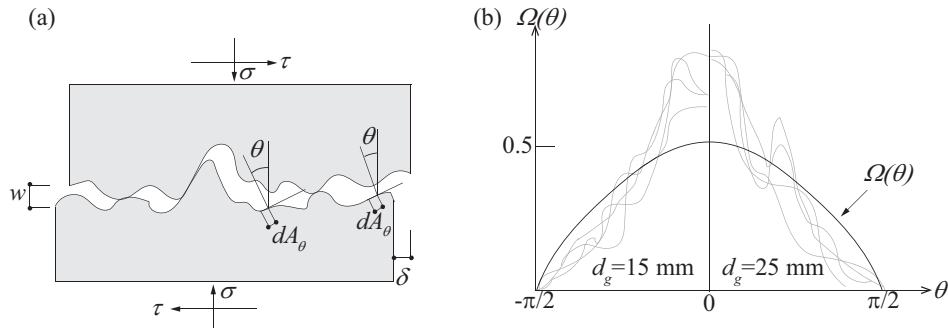 (a)
σ
τ
θ
θ
w
dA_θ
dA_θ
δ
σ
τ
(b)
Ω(θ)
0.5
Ω(θ)
d_g=15 mm
d_g=25 mm
-π/2
0
π/2
θ